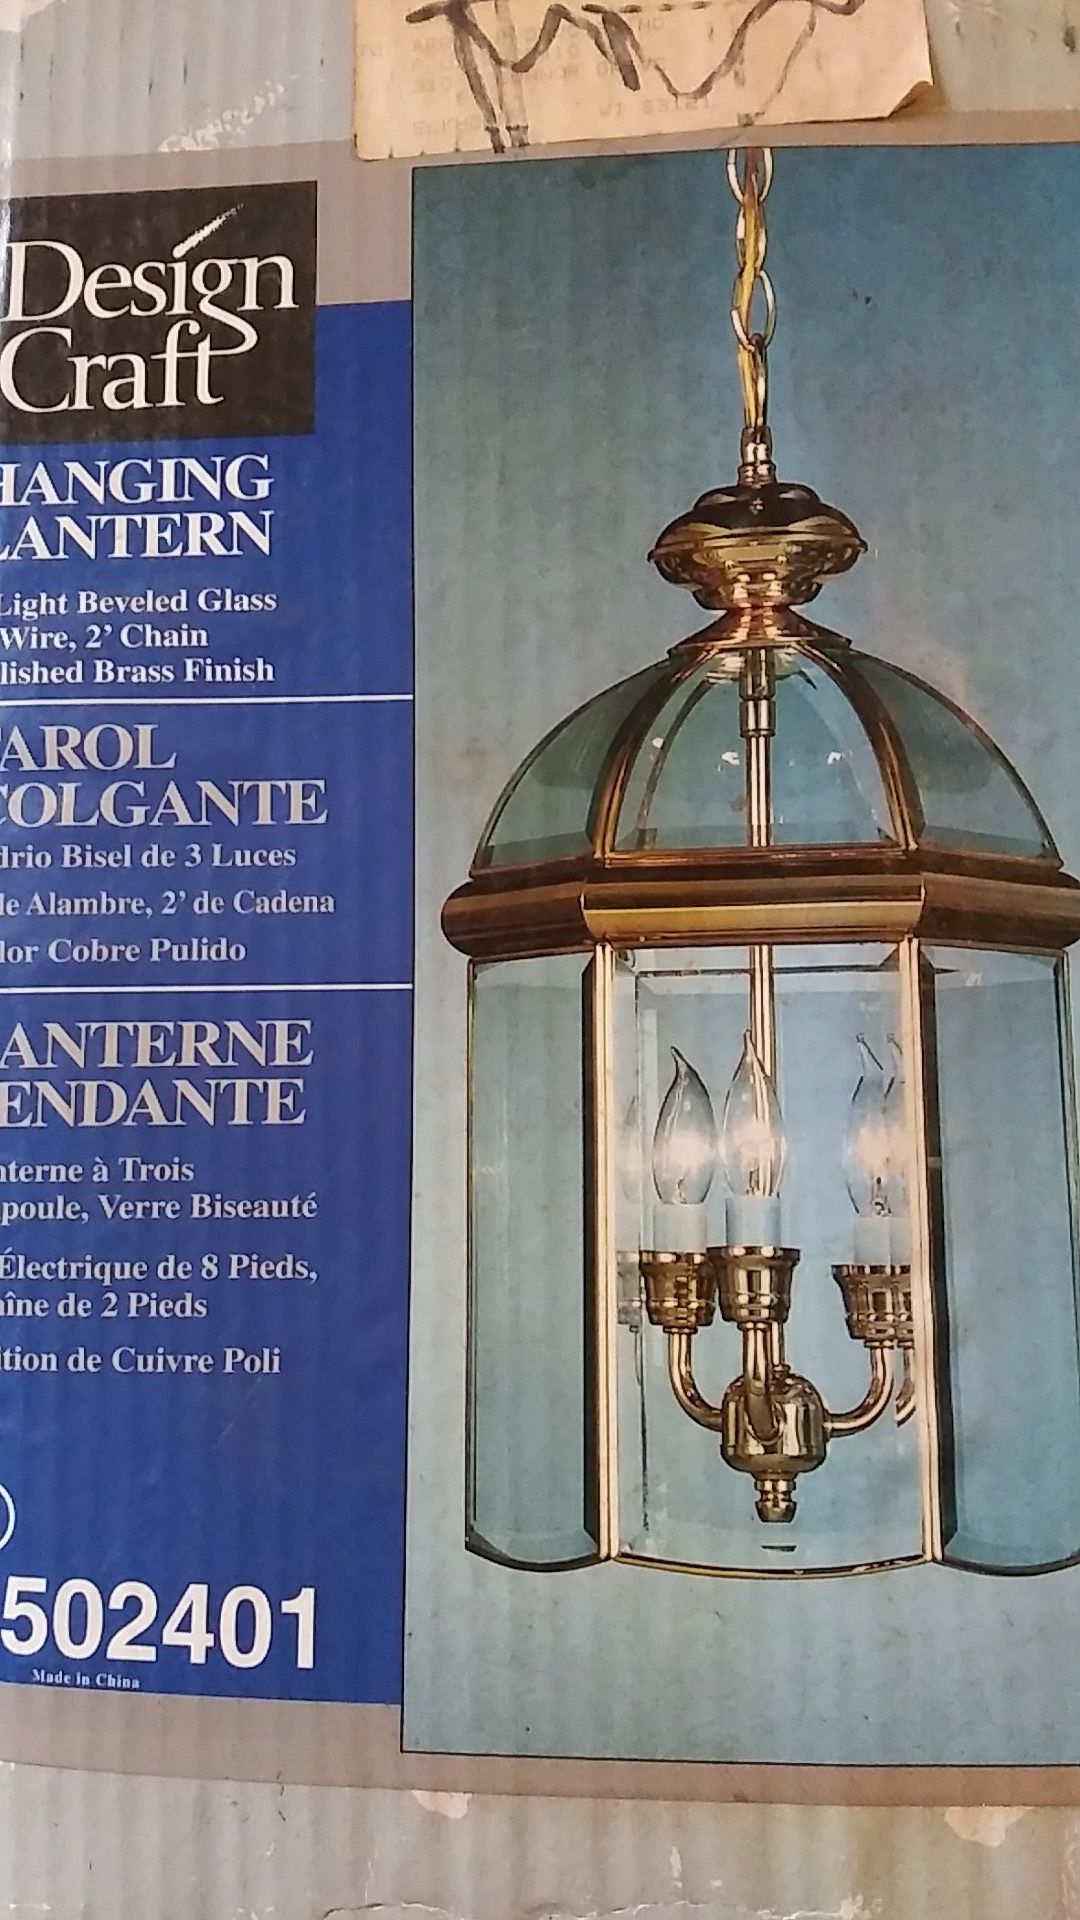 Design
Craft
HANGING
LANTERN
Light Beveled Glass
Wire, 2' Chain
lished Brass Finish
AROL
COLGANTE
drio Bisel de 3 Luces
de Alambre, 2' de Cadena
lor Cobre Pulido
ANTERNE
ENDANTE
nterne à Trois
poule, Verre Biseauté
Électrique de 8 Pieds,
aîne de 2 Pieds
ition de Cuivre Poli
502401
Made in China